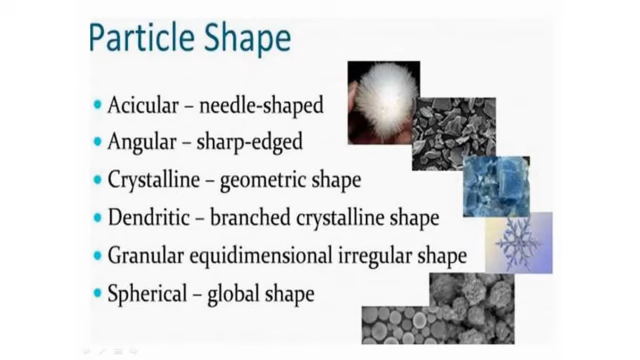 Particle Shape
• Acicular – needle-shaped
• Angular – sharp-edged
• Crystalline – geometric shape
• Dendritic – branched crystalline shape
• Granular equidimensional irregular shape
• Spherical – global shape